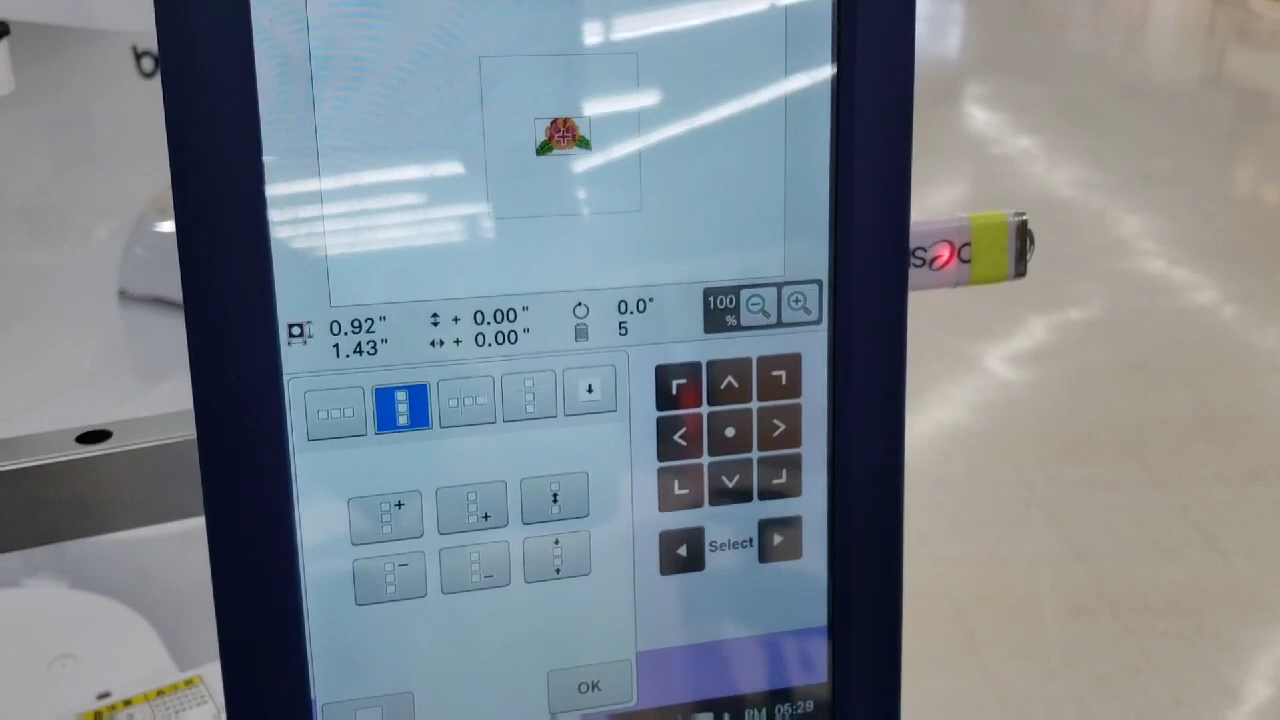 b
0.92"
1.43"
+ 0.00"
+ 0.00"
0.0°
5
100
%
Select
OK
PM 05:29